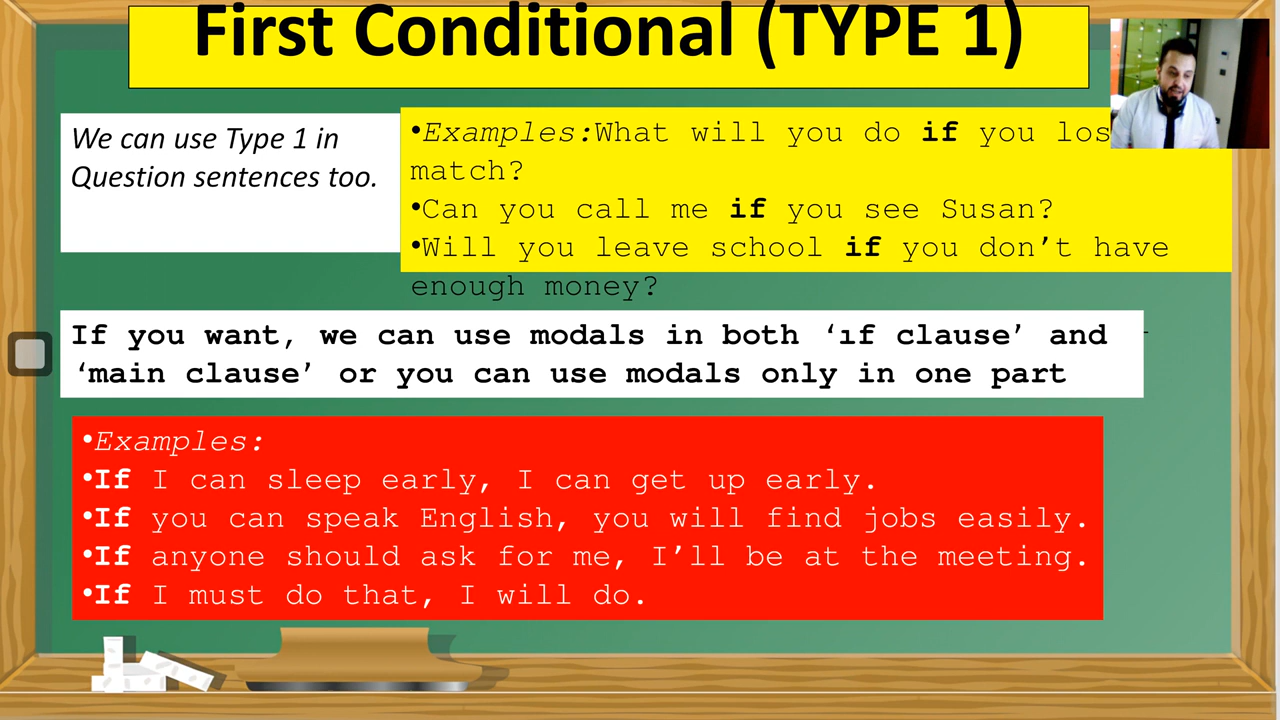 First Conditional (TYPE 1)
We can use Type 1 in
Question sentences too.
•Examples:What will you do if you
match?
•Can you call me if you see Susan?
•Will you leave school if you don’t have
enough money?
If you want, we can use modals in both ‘ıf clause’ and
‘main clause’ or you can use modals only in one part
•Examples:
•If I can sleep early, I can get up early.
•If you can speak English, you will find jobs easily.
•If anyone should ask for me, I’ll be at the meeting.
•If I must do that, I will do.